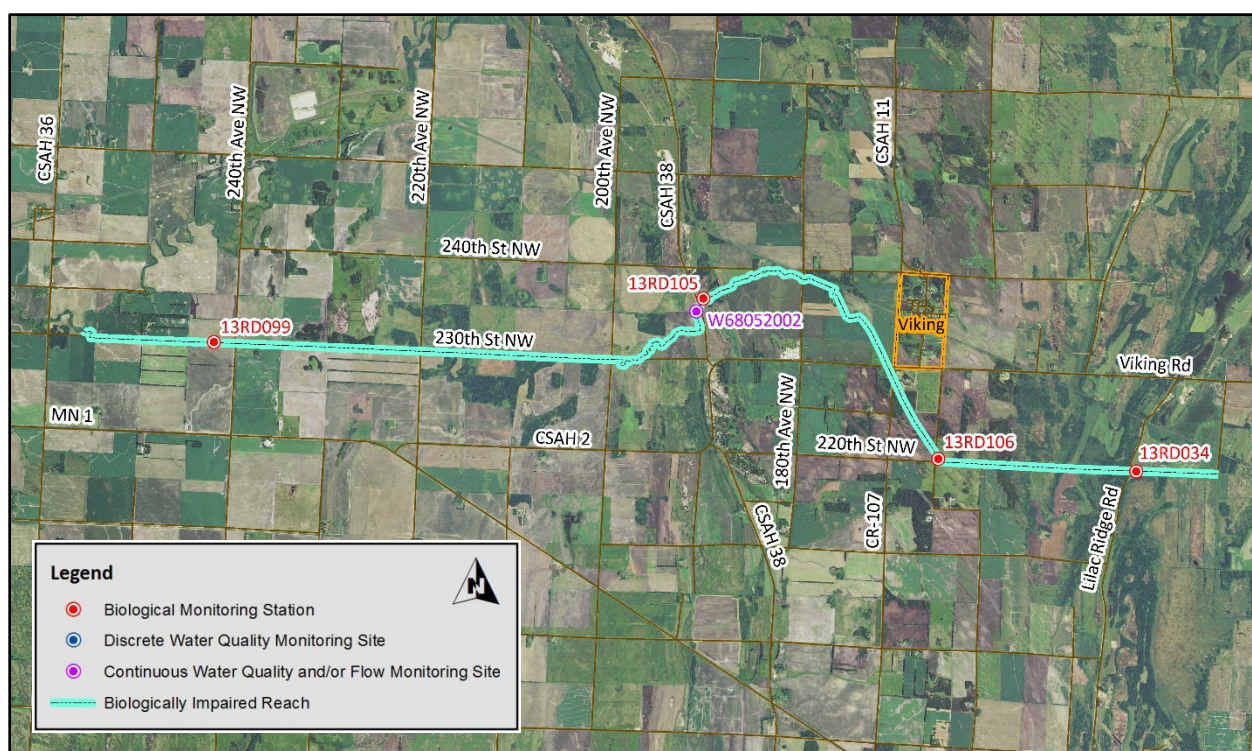 CSAH 36
240th Ave NW
220th Ave NW
200th Ave NW
CSAH 38
CSAH 11
240th St NW
13RD105
W68052002
Viking
13RD099
230th St NW
Viking Rd
MN 1
CSAH 2
180th Ave NW
220th St NW
13RD106
13RD034
CSAH 38
CR-107
Lilac Ridge Rd
Legend
N
Biological Monitoring Station
Discrete Water Quality Monitoring Site
Continuous Water Quality and/or Flow Monitoring Site
Biologically Impaired Reach